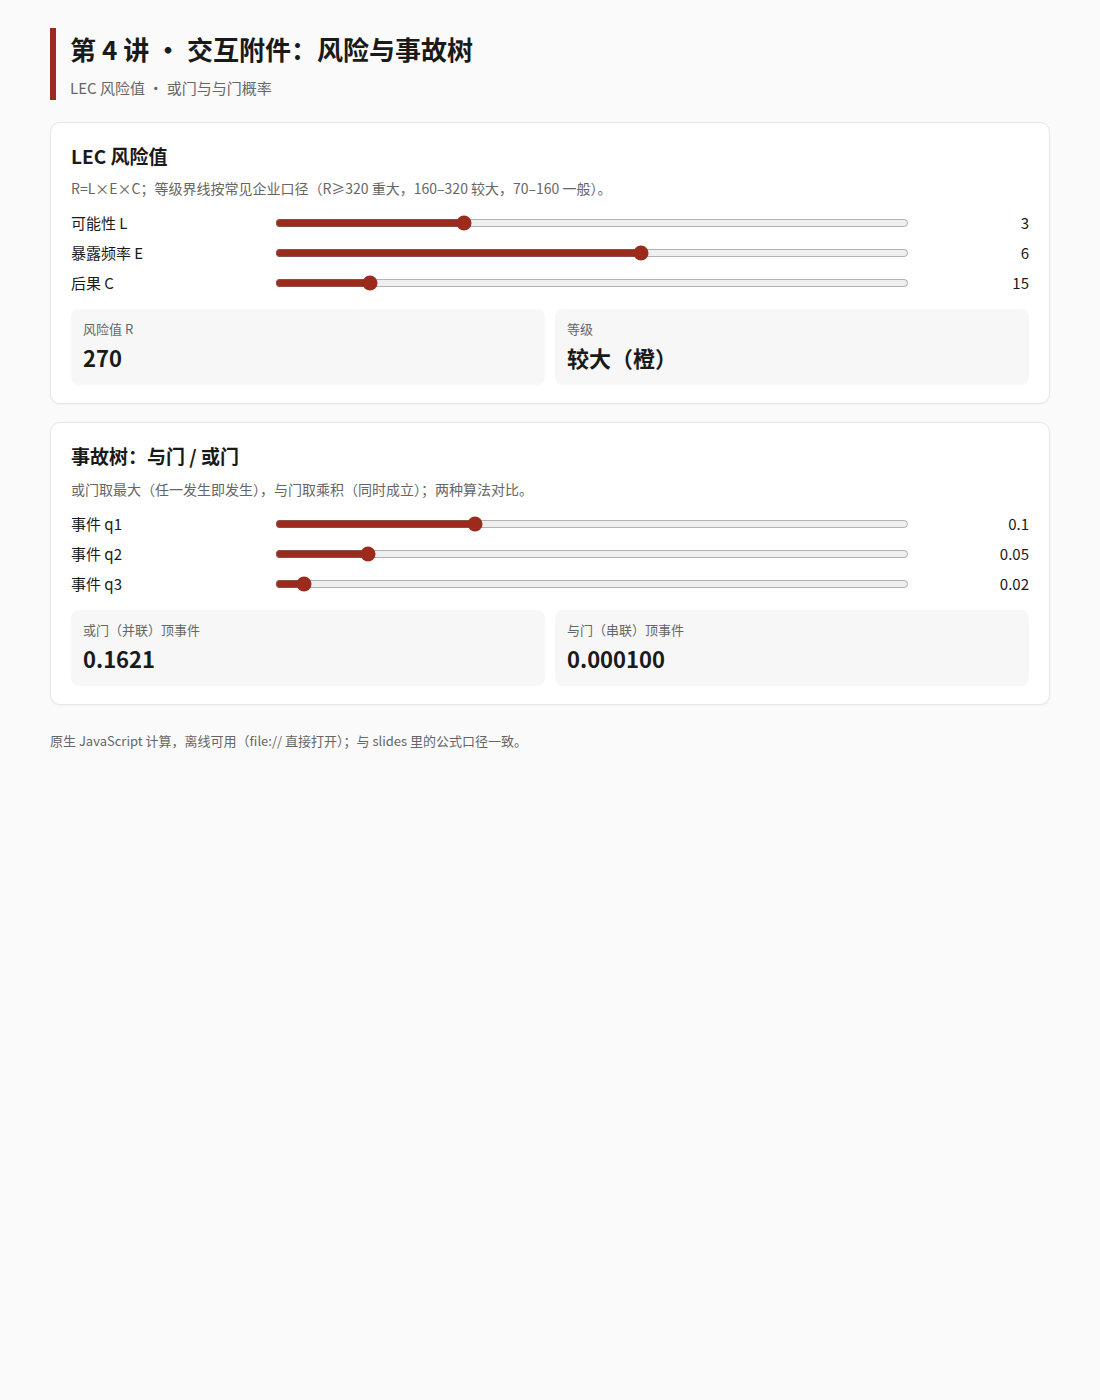 第 4 讲 · 交互附件：风险与事故树
LEC 风险值 · 或门与与门概率
LEC 风险值
R=L×E×C；等级界线按常见企业口径（R≥320 重大，160–320 较大，70–160 一般）。
可能性 L 3
暴露频率 E 6
后果 C 15
风险值 R
270
等级
较大（橙）
事故树：与门 / 或门
或门取最大（任一发生即发生），与门取乘积（同时成立）；两种算法对比。
事件 q1 0.1
事件 q2 0.05
事件 q3 0.02
或门（并联）顶事件
0.1621
与门（串联）顶事件
0.000100
原生 JavaScript 计算，离线可用（file:// 直接打开）；与 slides 里的公式口径一致。